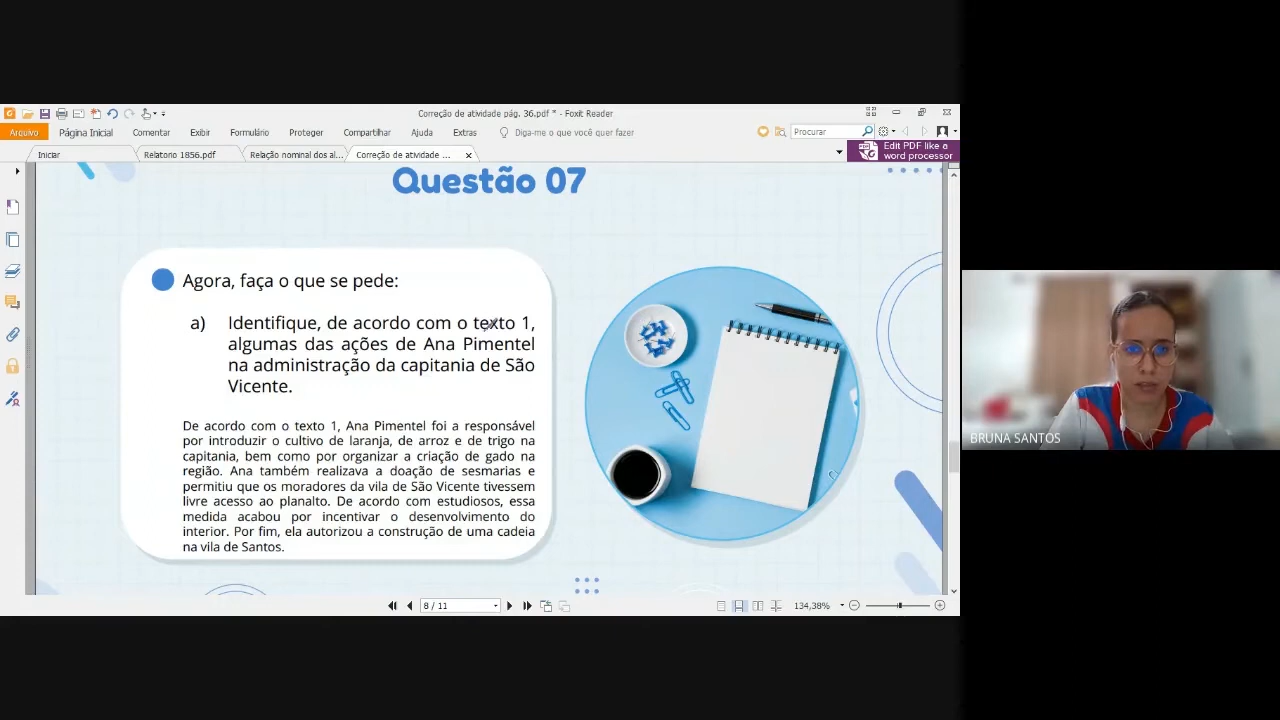 Correção de atividade pág. 36.pdf * - Foxit Reader
Arquivo Página Inicial Comentar Exibir Formulário Proteger Compartilhar Ajuda Extras Diga-me o que você quer fazer Procurar
Iniciar Relatorio 1856.pdf Relação nominal dos al... Correção de atividade ... Edit PDF like a
word processor
Questão 07
Agora, faça o que se pede:
a) Identifique, de acordo com o texto 1,
algumas das ações de Ana Pimentel
na administração da capitania de São
Vicente.
De acordo com o texto 1, Ana Pimentel foi a responsável
por introduzir o cultivo de laranja, de arroz e de trigo na
capitania, bem como por organizar a criação de gado na
região. Ana também realizava a doação de sesmarias e
permitiu que os moradores da vila de São Vicente tivessem
livre acesso ao planalto. De acordo com estudiosos, essa
medida acabou por incentivar o desenvolvimento do
interior. Por fim, ela autorizou a construção de uma cadeia
na vila de Santos.
BRUNA SANTOS
8 / 11
134,38%